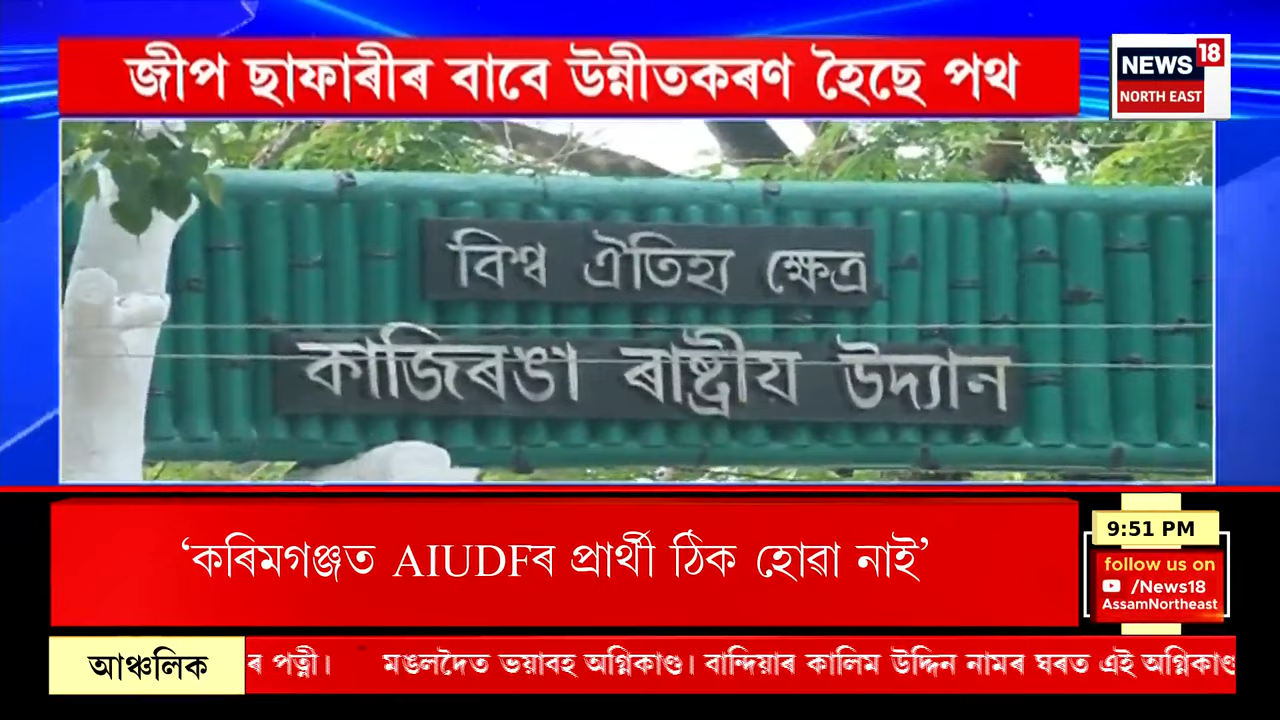 জীপ ছাফাৰীৰ বাবে উন্নীতকৰণ হৈছে পথ
NEWS 18
NORTH EAST
বিশ্ব ঐতিহ্য ক্ষেত্ৰ
কাজিৰঙা ৰাষ্ট্ৰীয় উদ্যান
‘কৰিমগঞ্জত AIUDFৰ প্ৰাৰ্থী ঠিক হোৱা নাই’
9:51 PM
follow us on
/News18
AssamNortheast
আঞ্চলিক
ৰ পত্নী। মঙলদৈত ভয়াবহ অগ্নিকাণ্ড। বান্দিয়াৰ কালিম উদ্দিন নামৰ ঘৰত এই অগ্নিকাণ্ড